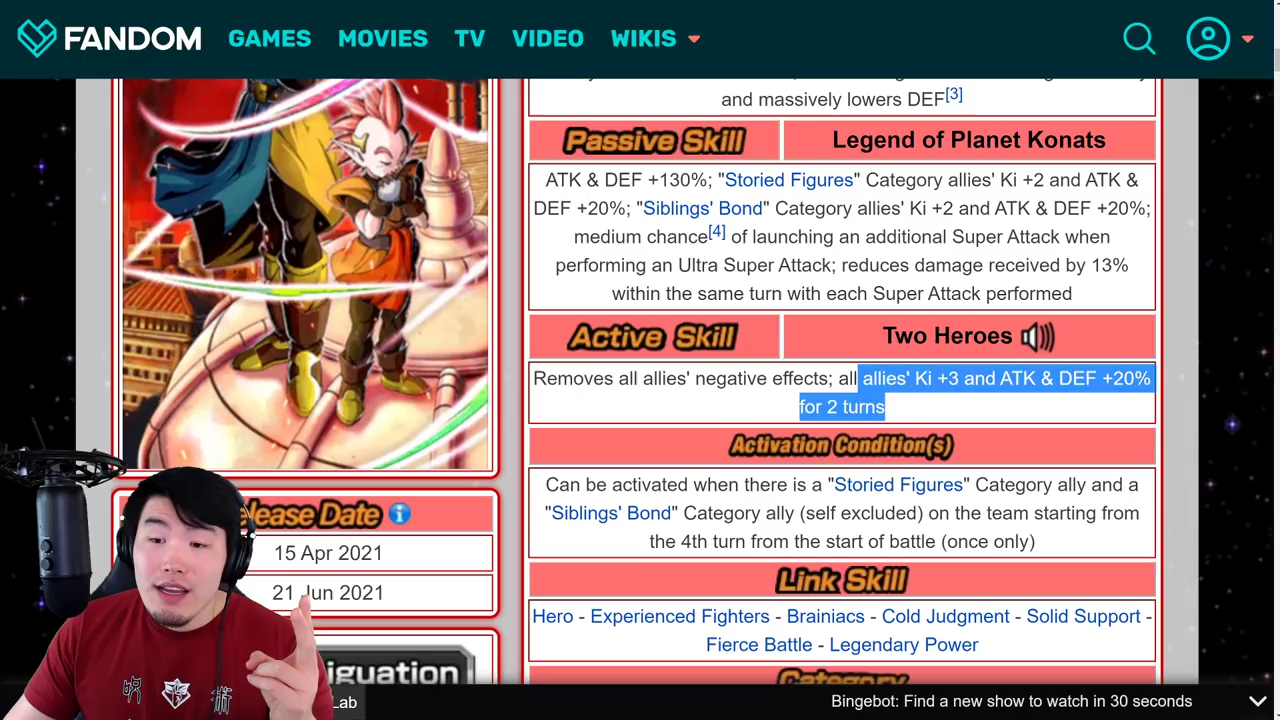 FANDOM GAMES MOVIES TV VIDEO WIKIS
and massively lowers DEF[3]
Passive Skill Legend of Planet Konats
ATK & DEF +130%; "Storied Figures" Category allies' Ki +2 and ATK &
DEF +20%; "Siblings' Bond" Category allies' Ki +2 and ATK & DEF +20%;
medium chance[4] of launching an additional Super Attack when
performing an Ultra Super Attack; reduces damage received by 13%
within the same turn with each Super Attack performed
Active Skill Two Heroes
Removes all allies' negative effects; all allies' Ki +3 and ATK & DEF +20%
for 2 turns
Activation Condition(s)
Can be activated when there is a "Storied Figures" Category ally and a
"Siblings' Bond" Category ally (self excluded) on the team starting from
the 4th turn from the start of battle (once only)
Link Skill
Hero - Experienced Fighters - Brainiacs - Cold Judgment - Solid Support -
Fierce Battle - Legendary Power
Category
elease Date
15 Apr 2021
21 Jun 2021
iguation
呪 術
Lab
Bingebot: Find a new show to watch in 30 seconds